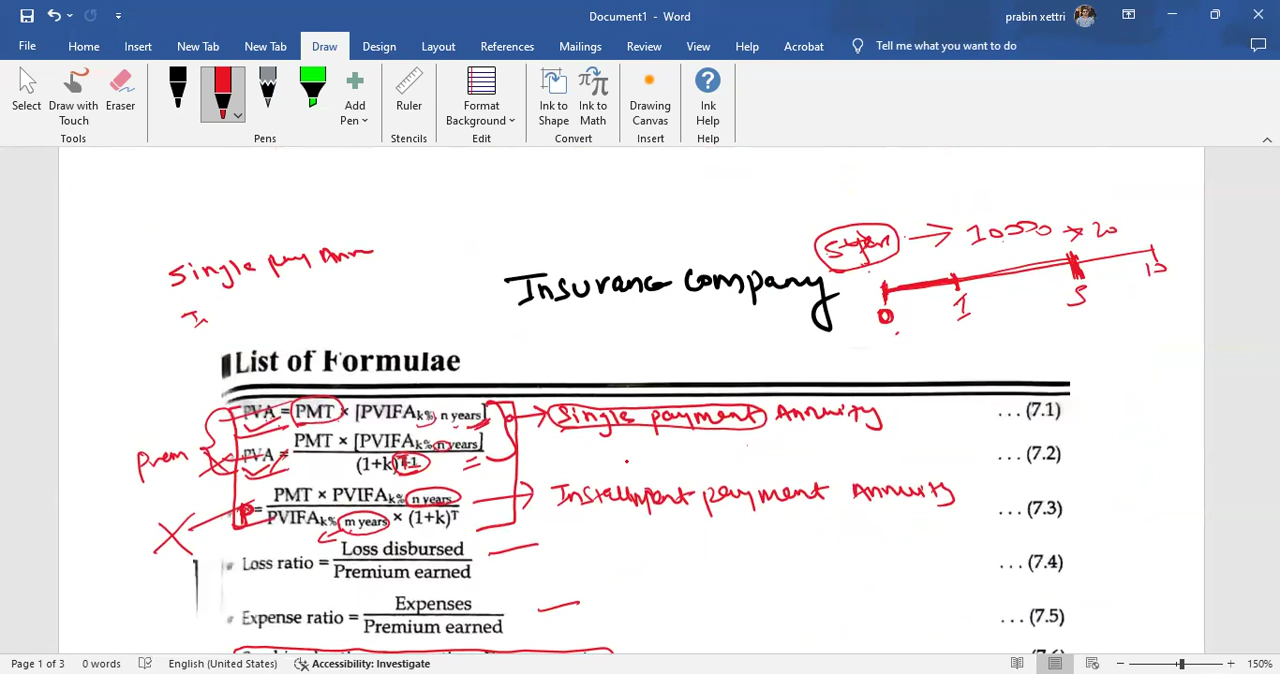 Document1 - Word
prabin xettri
File Home Insert New Tab New Tab Draw Design Layout References Mailings Review View Help Acrobat Tell me what you want to do
Select Draw with Touch Eraser Add Pen Ruler Format Background Ink to Shape Ink to Math Drawing Canvas Ink Help
Tools Pens Stencils Edit Convert Insert Help
10000 × 20
Single pay Ann
Insurance company
0 1 5 10
List of Formulae
PVA = PMT × [PVIFAk%, n years] → Single payment Annuity ... (7.1)
PVA = PMT × [PVIFAk%, n years] / (1+k)^T-1 ... (7.2)
Prem
P = PMT × PVIFAk% n years / PVIFAk% m years × (1+k)^T → Installment payment Annuity ... (7.3)
Loss ratio = Loss disbursed / Premium earned ... (7.4)
Expense ratio = Expenses / Premium earned ... (7.5)
Page 1 of 3 0 words English (United States) Accessibility: Investigate 150%